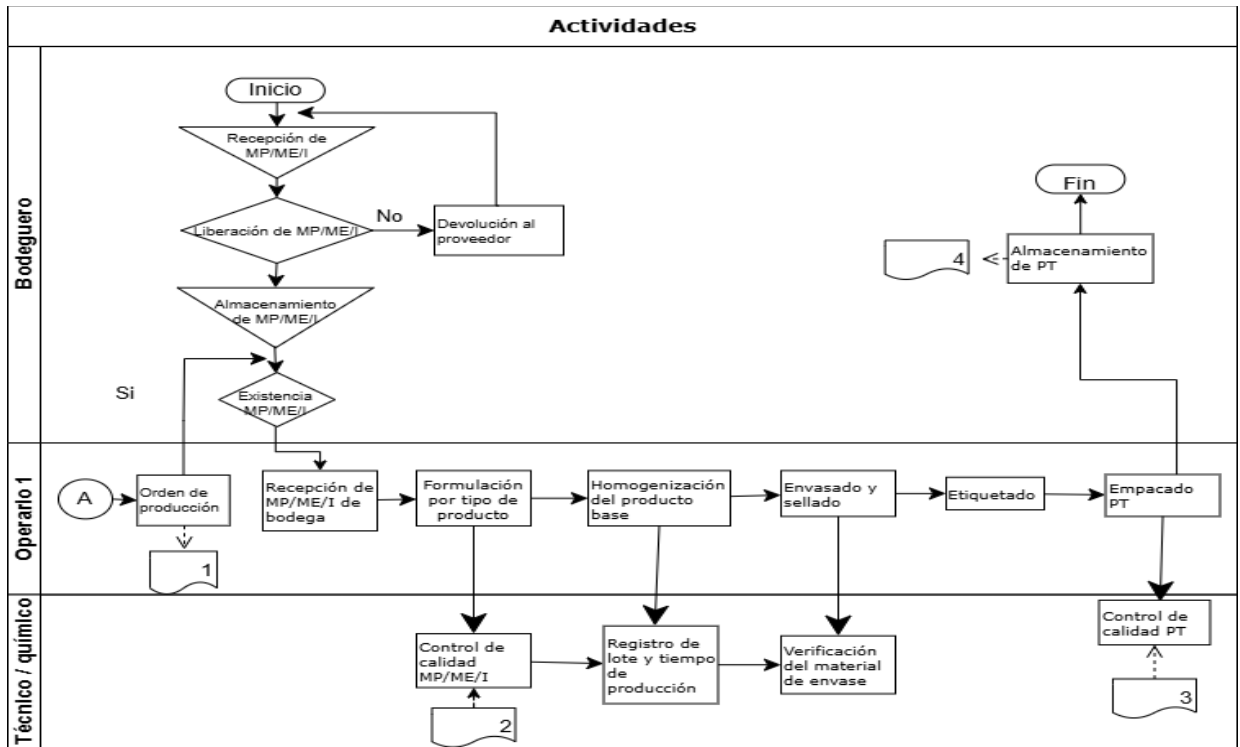 Actividades
Bodeguero
Inicio
Recepción de
MP/ME/I
Liberación de MP/ME/I
No
Devolución al
proveedor
Almacenamiento
de MP/ME/I
Si
Existencia
MP/ME/I
Fin
Almacenamiento
de PT
4
Operario 1
A
Orden de
producción
1
Recepción de
MP/ME/I de
bodega
Formulación
por tipo de
producto
Homogenización
del producto
base
Envasado y
sellado
Etiquetado
Empacado
PT
Técnico / químico
Control de
calidad
MP/ME/I
2
Registro de
lote y tiempo
de
producción
Verificación
del material
de envase
Control de
calidad PT
3